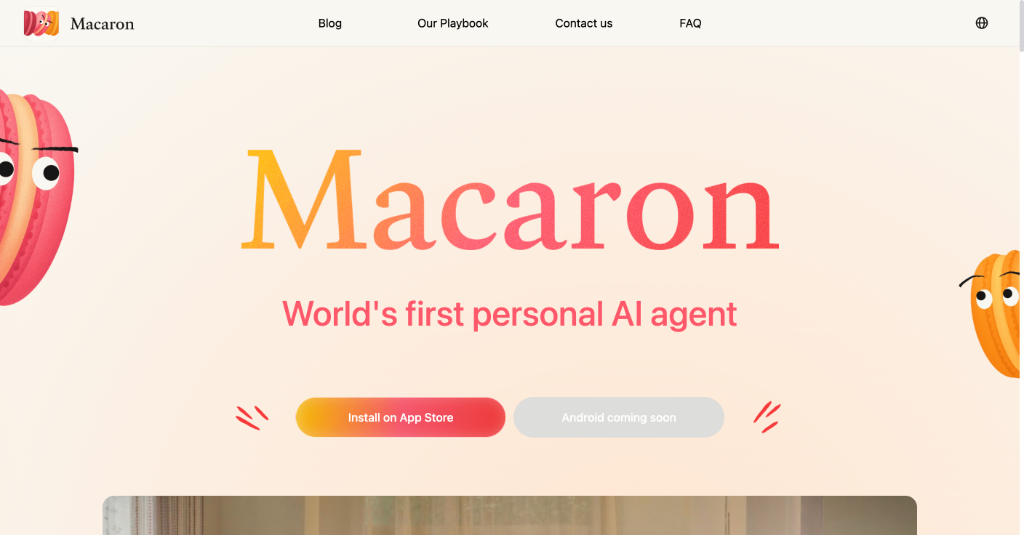 Macaron
Blog
Our Playbook
Contact us
FAQ
Macaron
World's first personal AI agent
Install on App Store
Android coming soon